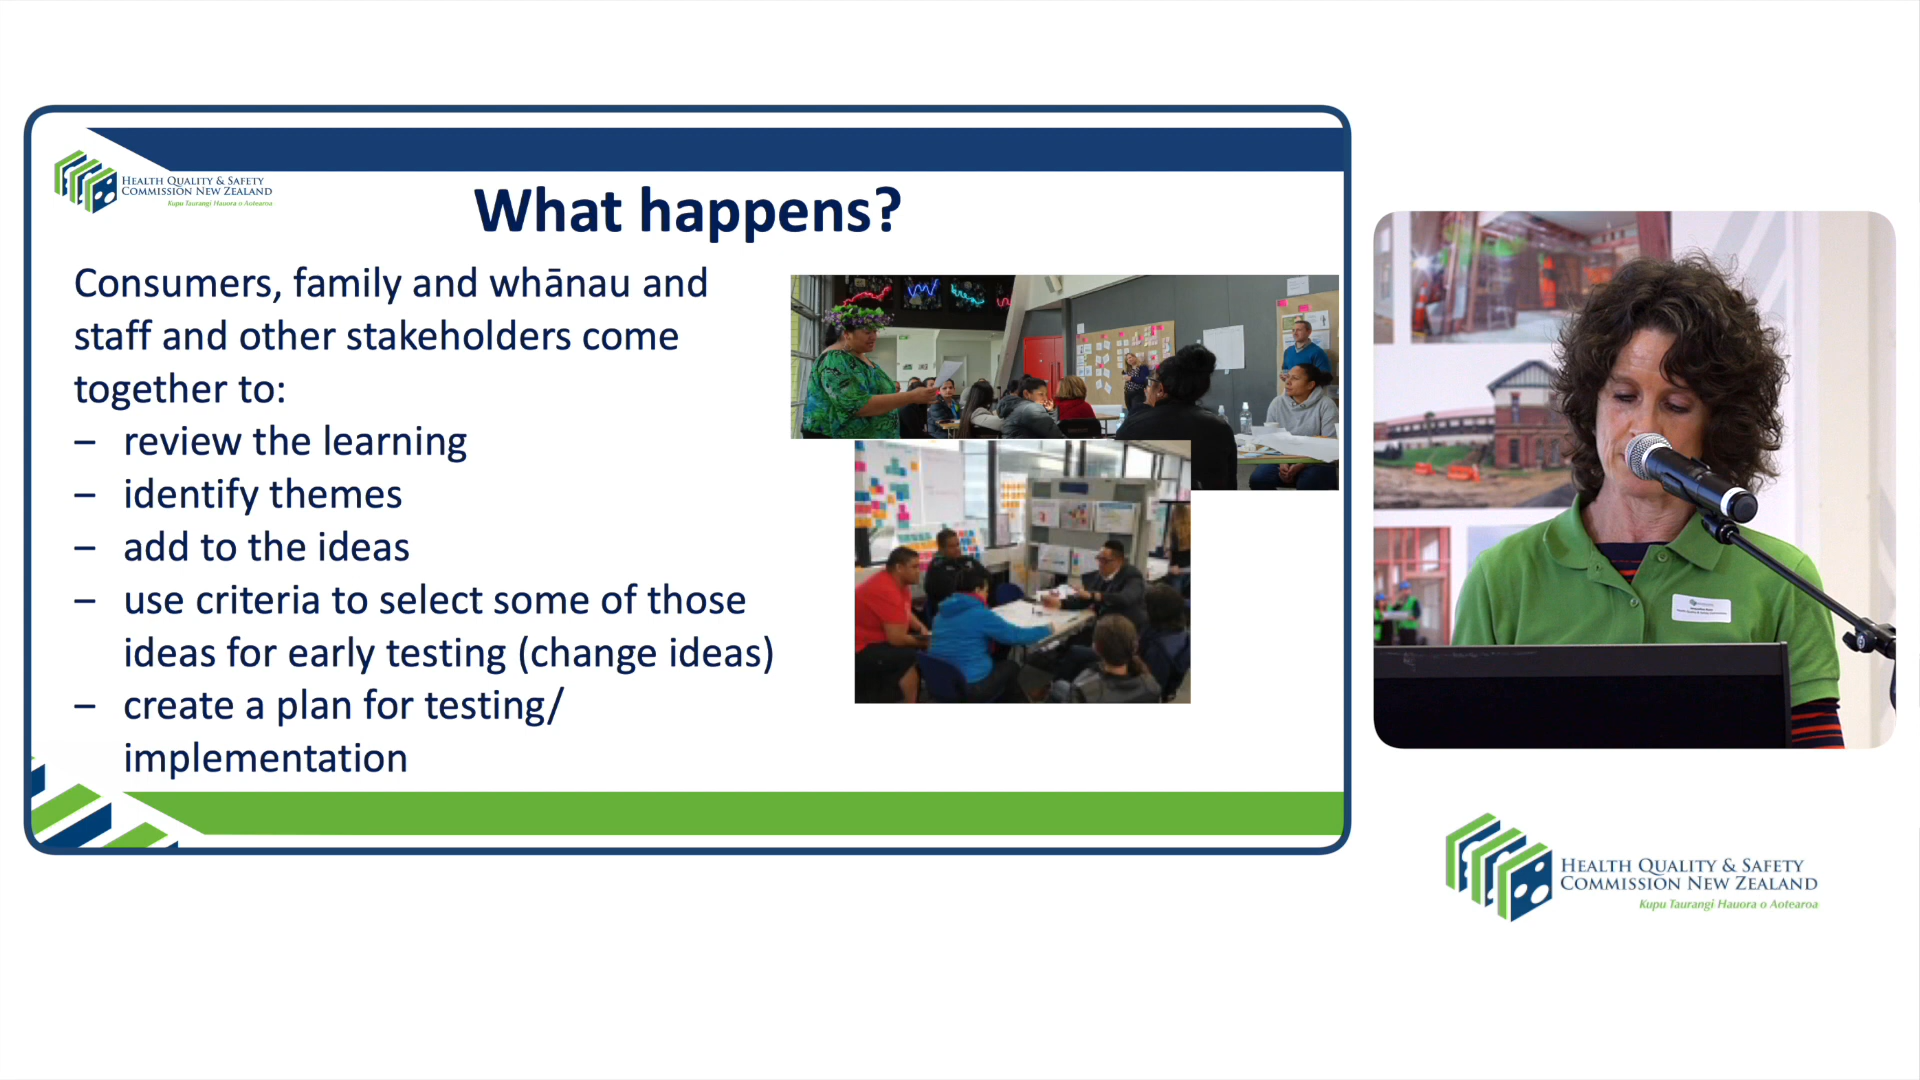 HEALTH QUALITY & SAFETY
COMMISSION NEW ZEALAND
Kupu Taurangi Hauora o Aotearoa
What happens?
Consumers, family and whānau and
staff and other stakeholders come
together to:
– review the learning
– identify themes
– add to the ideas
– use criteria to select some of those
ideas for early testing (change ideas)
– create a plan for testing/
implementation
HEALTH QUALITY & SAFETY
COMMISSION NEW ZEALAND
Kupu Taurangi Hauora o Aotearoa